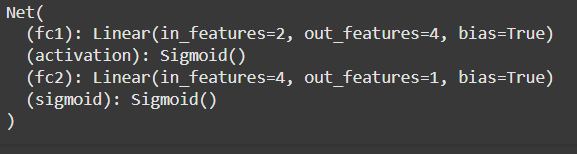 Net(
  (fc1): Linear(in_features=2, out_features=4, bias=True)
  (activation): Sigmoid()
  (fc2): Linear(in_features=4, out_features=1, bias=True)
  (sigmoid): Sigmoid()
)